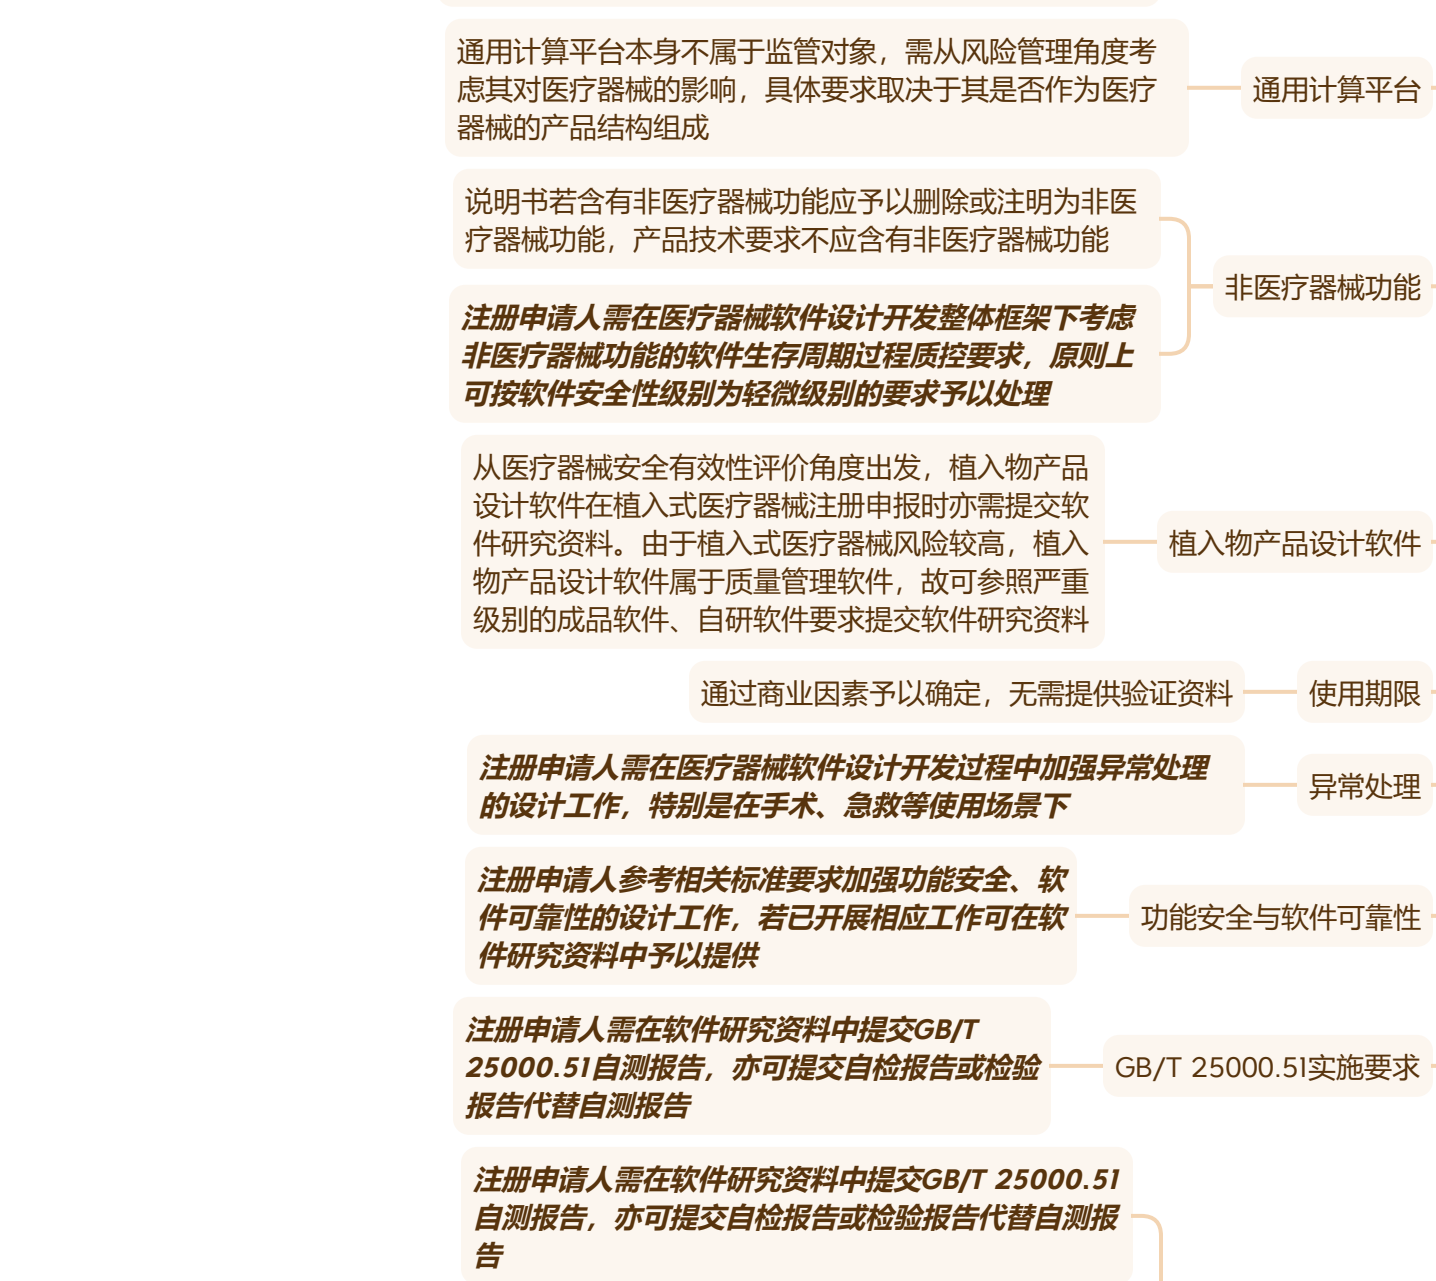 通用计算平台本身不属于监管对象，需从风险管理角度考
虑其对医疗器械的影响，具体要求取决于其是否作为医疗
器械的产品结构组成
通用计算平台
说明书若含有非医疗器械功能应予以删除或注明为非医
疗器械功能，产品技术要求不应含有非医疗器械功能
非医疗器械功能
注册申请人需在医疗器械软件设计开发整体框架下考虑
非医疗器械功能的软件生存周期过程质控要求，原则上
可按软件安全性级别为轻微级别的要求予以处理
从医疗器械安全有效性评价角度出发，植入物产品
设计软件在植入式医疗器械注册申报时亦需提交软
件研究资料。由于植入式医疗器械风险较高，植入
物产品设计软件属于质量管理软件，故可参照严重
级别的成品软件、自研软件要求提交软件研究资料
植入物产品设计软件
通过商业因素予以确定，无需提供验证资料
使用期限
注册申请人需在医疗器械软件设计开发过程中加强异常处理
的设计工作，特别是在手术、急救等使用场景下
异常处理
注册申请人参考相关标准要求加强功能安全、软
件可靠性的设计工作，若已开展相应工作可在软
件研究资料中予以提供
功能安全与软件可靠性
注册申请人需在软件研究资料中提交GB/T
25000.51自测报告，亦可提交自检报告或检验
报告代替自测报告
GB/T 25000.51实施要求
注册申请人需在软件研究资料中提交GB/T 25000.51
自测报告，亦可提交自检报告或检验报告代替自测报
告